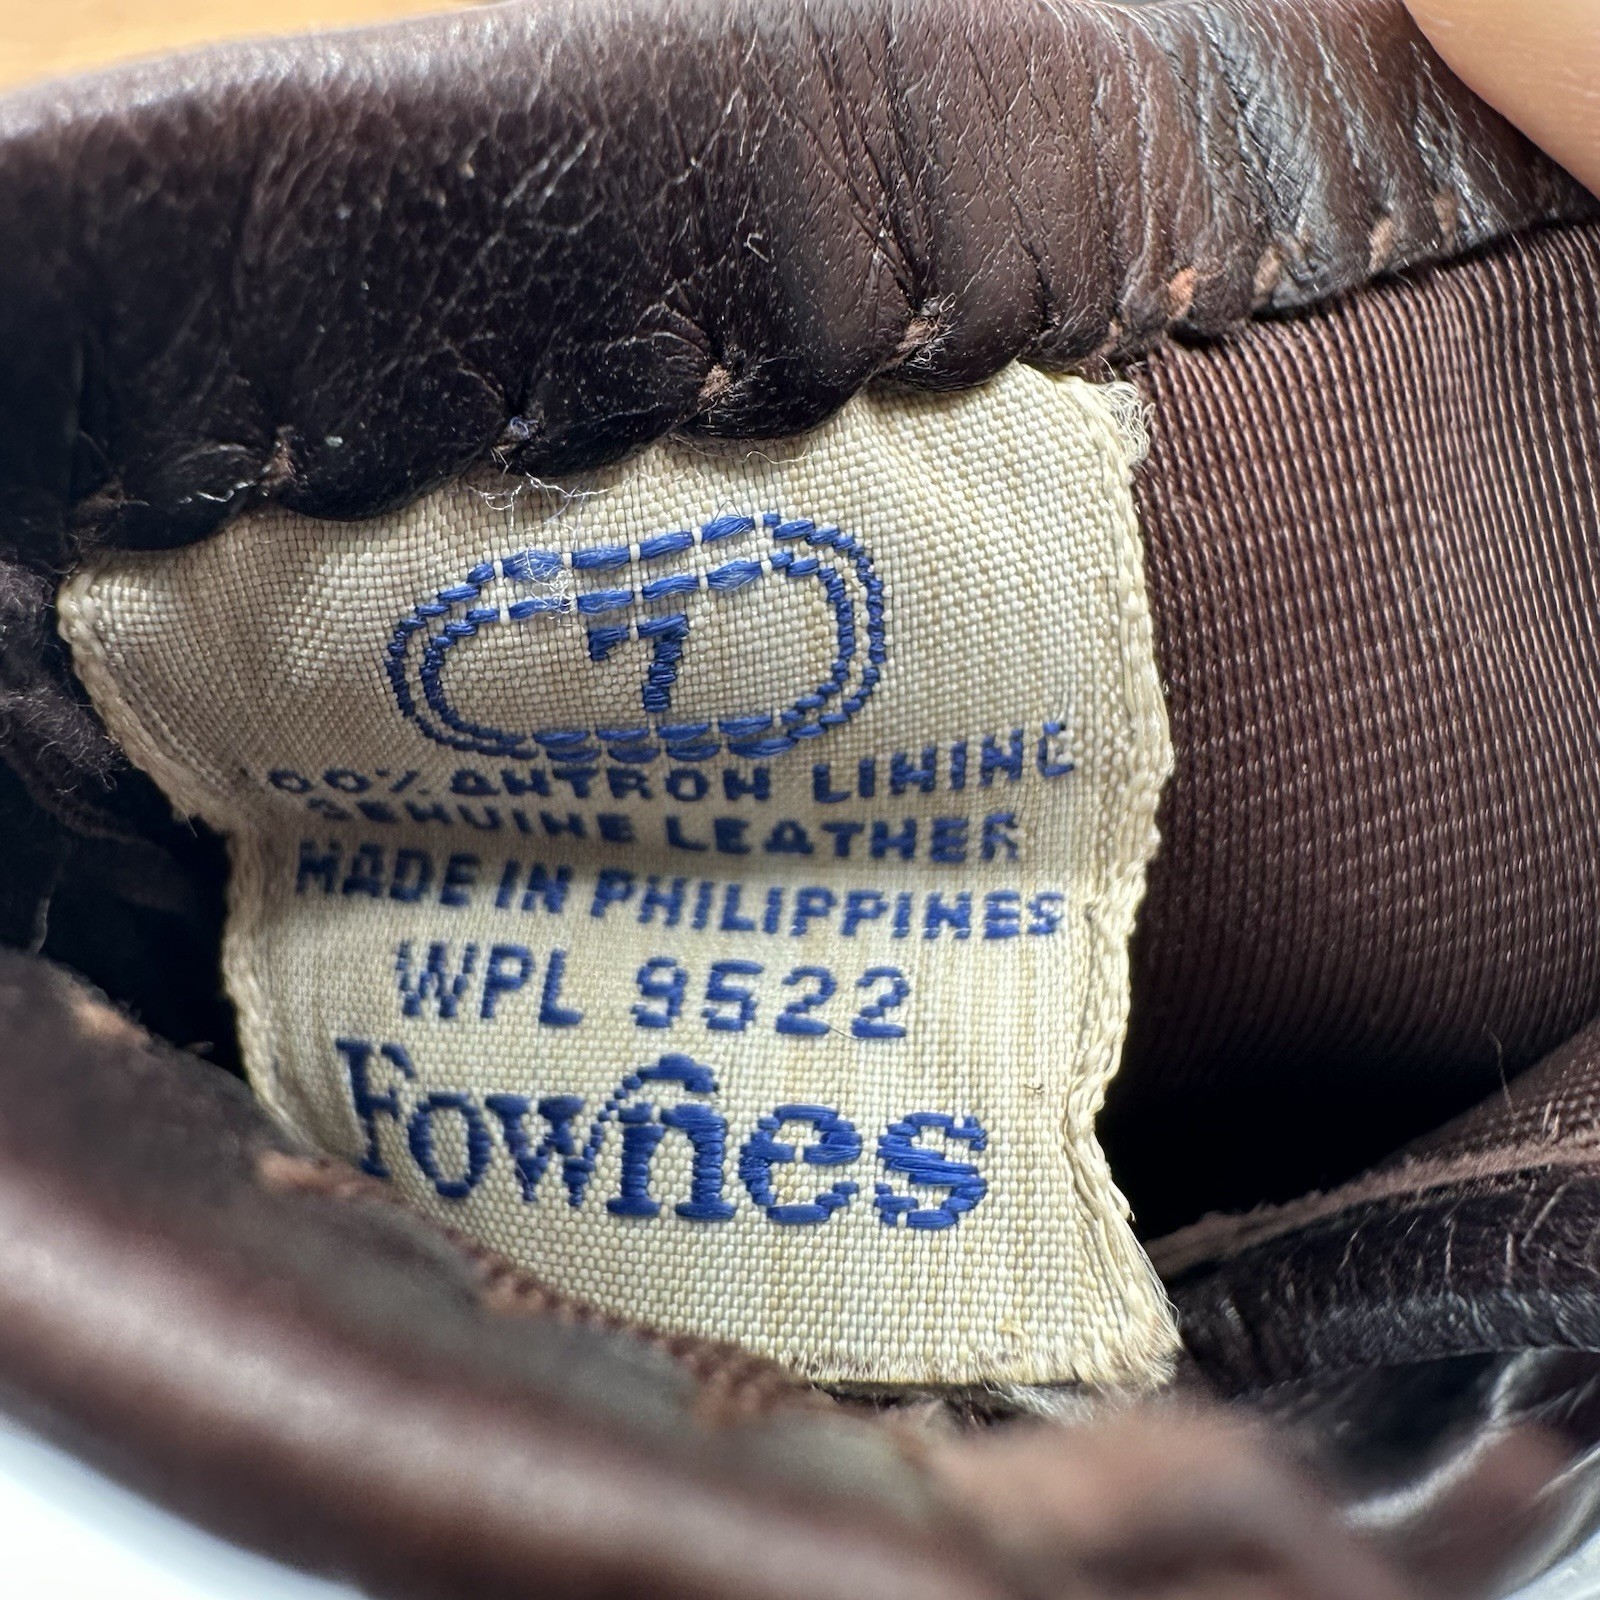 7
100% ANTRON LINING
GENUINE LEATHER
MADE IN PHILIPPINES
WPL 9522
Fownes